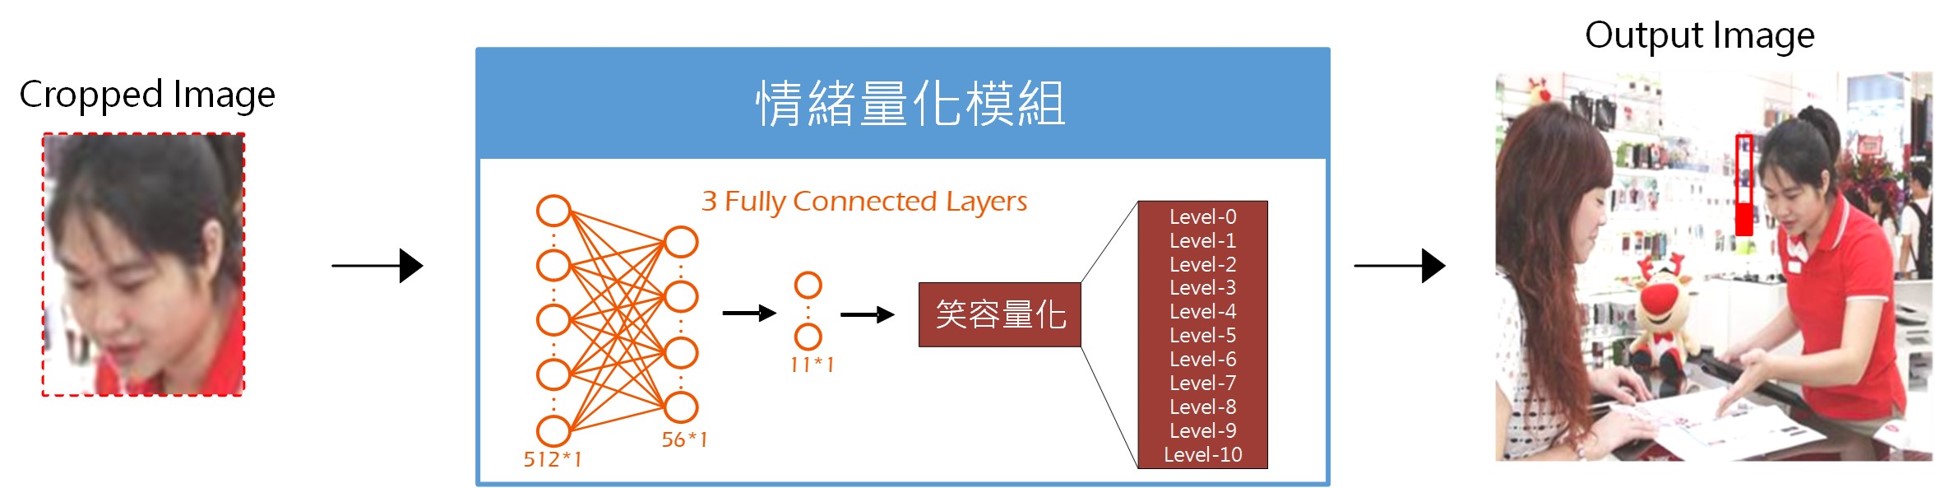 Cropped Image
情緒量化模組
3 Fully Connected Layers
512*1
56*1
11*1
笑容量化
Level-0
Level-1
Level-2
Level-3
Level-4
Level-5
Level-6
Level-7
Level-8
Level-9
Level-10
Output Image